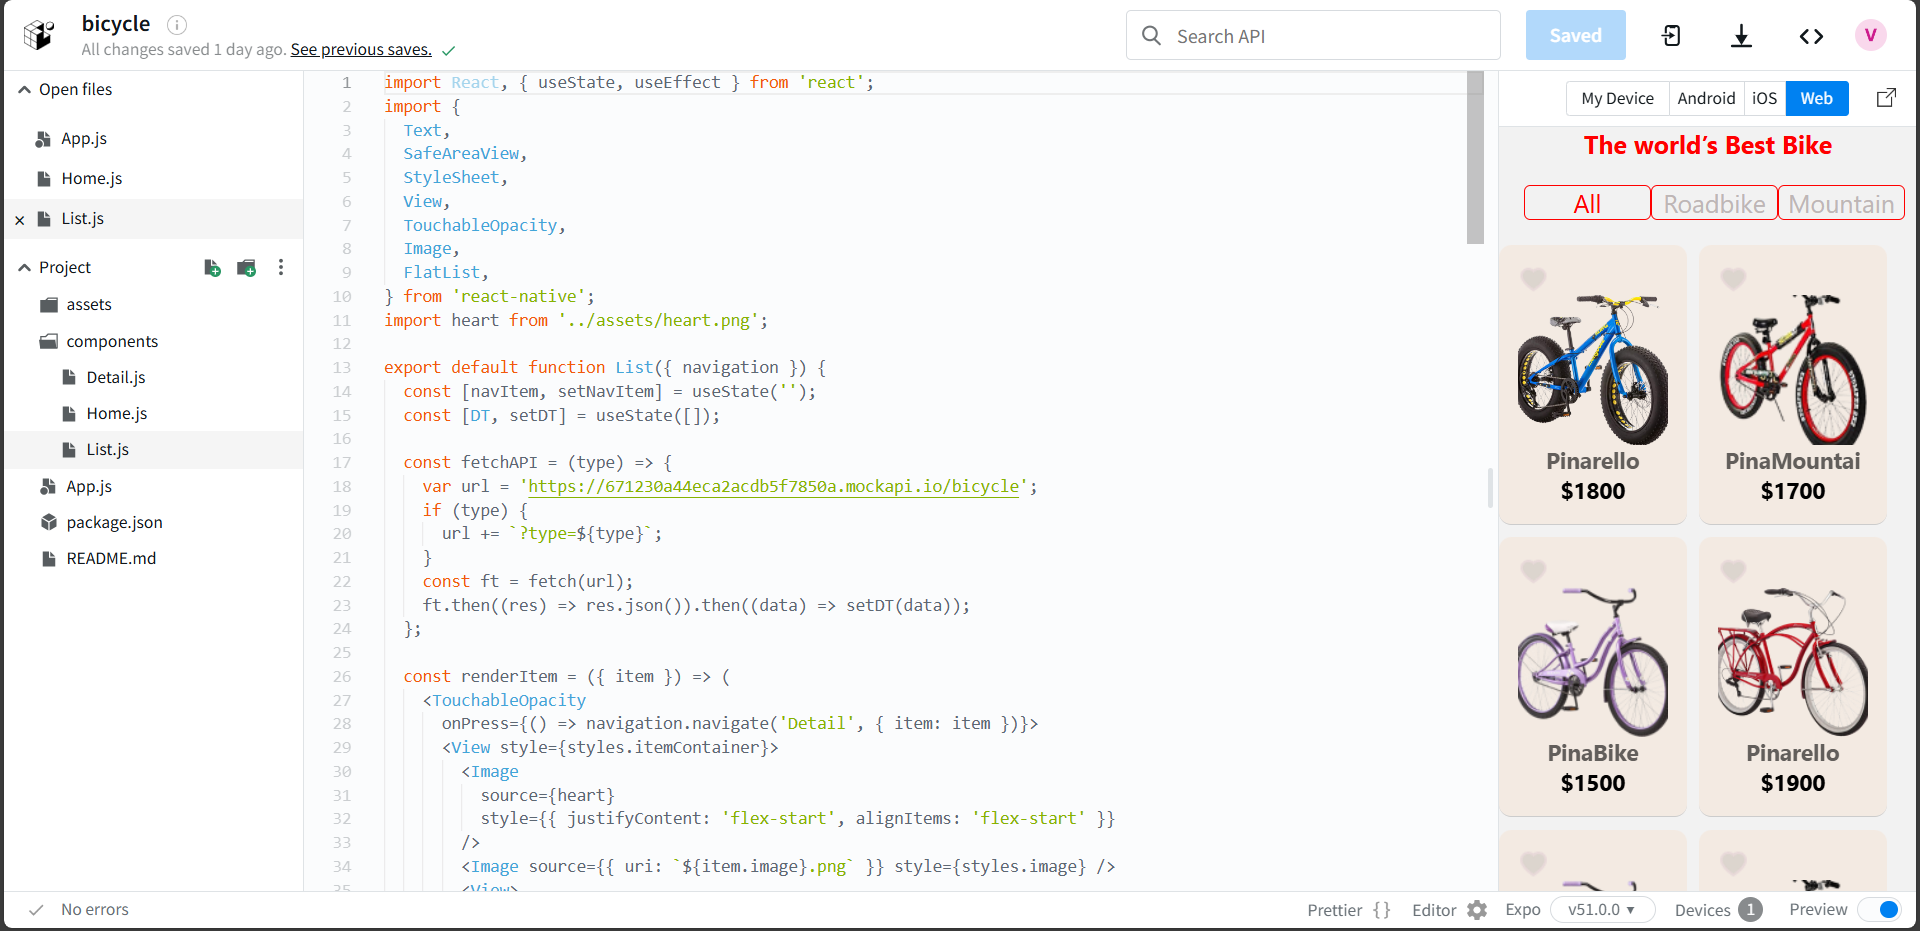 bicycle
All changes saved 1 day ago. See previous saves.
Search API
Saved
V
Open files
App.js
Home.js
List.js
Project
assets
components
Detail.js
Home.js
List.js
App.js
package.json
README.md
1 import React, { useState, useEffect } from 'react';
2 import {
3 Text,
4 SafeAreaView,
5 StyleSheet,
6 View,
7 TouchableOpacity,
8 Image,
9 FlatList,
10 } from 'react-native';
11 import heart from '../assets/heart.png';
12
13 export default function List({ navigation }) {
14 const [navItem, setNavItem] = useState('');
15 const [DT, setDT] = useState([]);
16
17 const fetchAPI = (type) => {
18 var url = 'https://671230a44eca2acdb5f7850a.mockapi.io/bicycle';
19 if (type) {
20 url += `?type=${type}`;
21 }
22 const ft = fetch(url);
23 ft.then((res) => res.json()).then((data) => setDT(data));
24 };
25
26 const renderItem = ({ item }) => (
27 <TouchableOpacity
28 onPress={() => navigation.navigate('Detail', { item: item })}>
29 <View style={styles.itemContainer}>
30 <Image
31 source={heart}
32 style={{ justifyContent: 'flex-start', alignItems: 'flex-start' }}
33 />
34 <Image source={{ uri: `${item.image}.png` }} style={styles.image} />
35 <View>
My Device Android iOS Web
The world’s Best Bike
All Roadbike Mountain
Pinarello
$1800
PinaMountai
$1700
PinaBike
$1500
Pinarello
$1900
No errors
Prettier {} Editor Expo v51.0.0 Devices 1 Preview